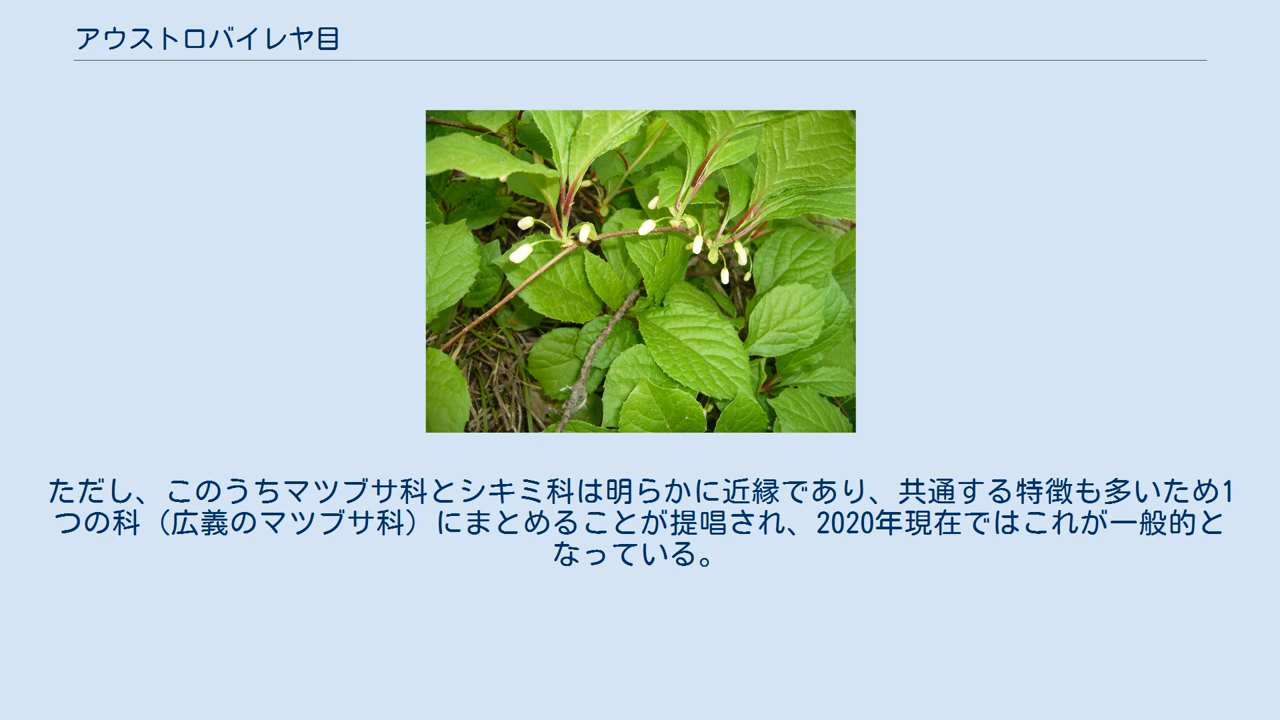 アウストロバイレヤ目
ただし、このうちマツブサ科とシキミ科は明らかに近縁であり、共通する特徴も多いため1
つの科（広義のマツブサ科）にまとめることが提唱され、2020年現在ではこれが一般的と
なっている。